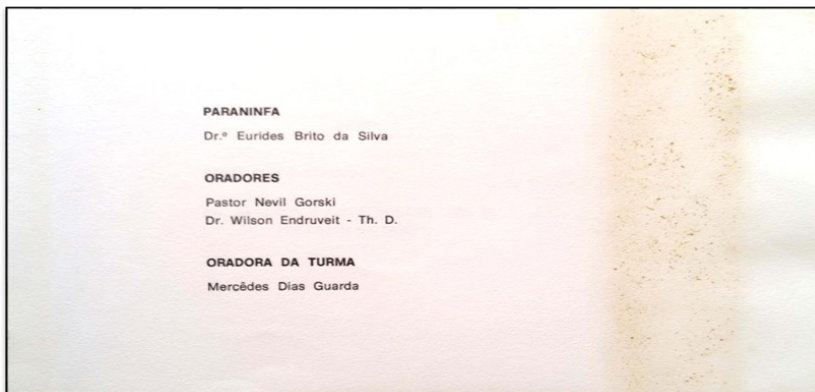 PARANINFA
Dr.ª Eurides Brito da Silva
ORADORES
Pastor Nevil Gorski
Dr. Wilson Endruveit - Th. D.
ORADORA DA TURMA
Mercêdes Dias Guarda